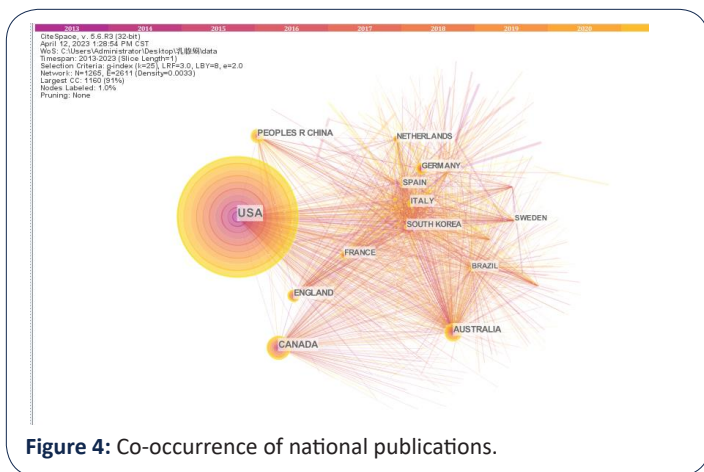 2013 2014 2015 2016 2017 2018 2019 2020
CiteSpace, v. 5.6.R3 (32-bit)
April 12, 2023 1:28:54 PM CST
WoS: C:\Users\Administrator\Desktop\乳腺癌\data
Timespan: 2013-2023 (Slice Length=1)
Selection Criteria: g-index (k=25), LRF=3.0, LBY=8, e=2.0
Network: N=1265, E=2611 (Density=0.0033)
Largest CC: 1160 (91%)
Nodes Labeled: 1.0%
Pruning: None
PEOPLES R CHINA
NETHERLANDS
GERMANY
SPAIN
ITALY
USA
SOUTH KOREA
SWEDEN
FRANCE
BRAZIL
ENGLAND
AUSTRALIA
CANADA
Figure 4: Co-occurrence of national publications.